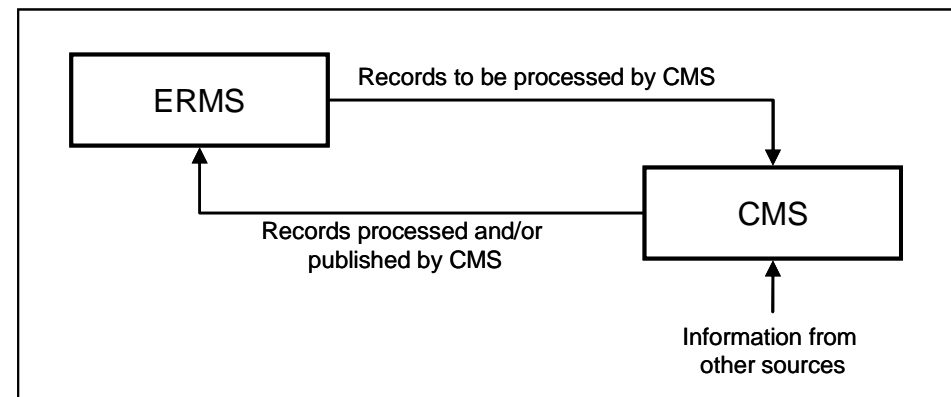 Records to be processed by CMS
ERMS
CMS
Records processed and/or
published by CMS
Information from
other sources